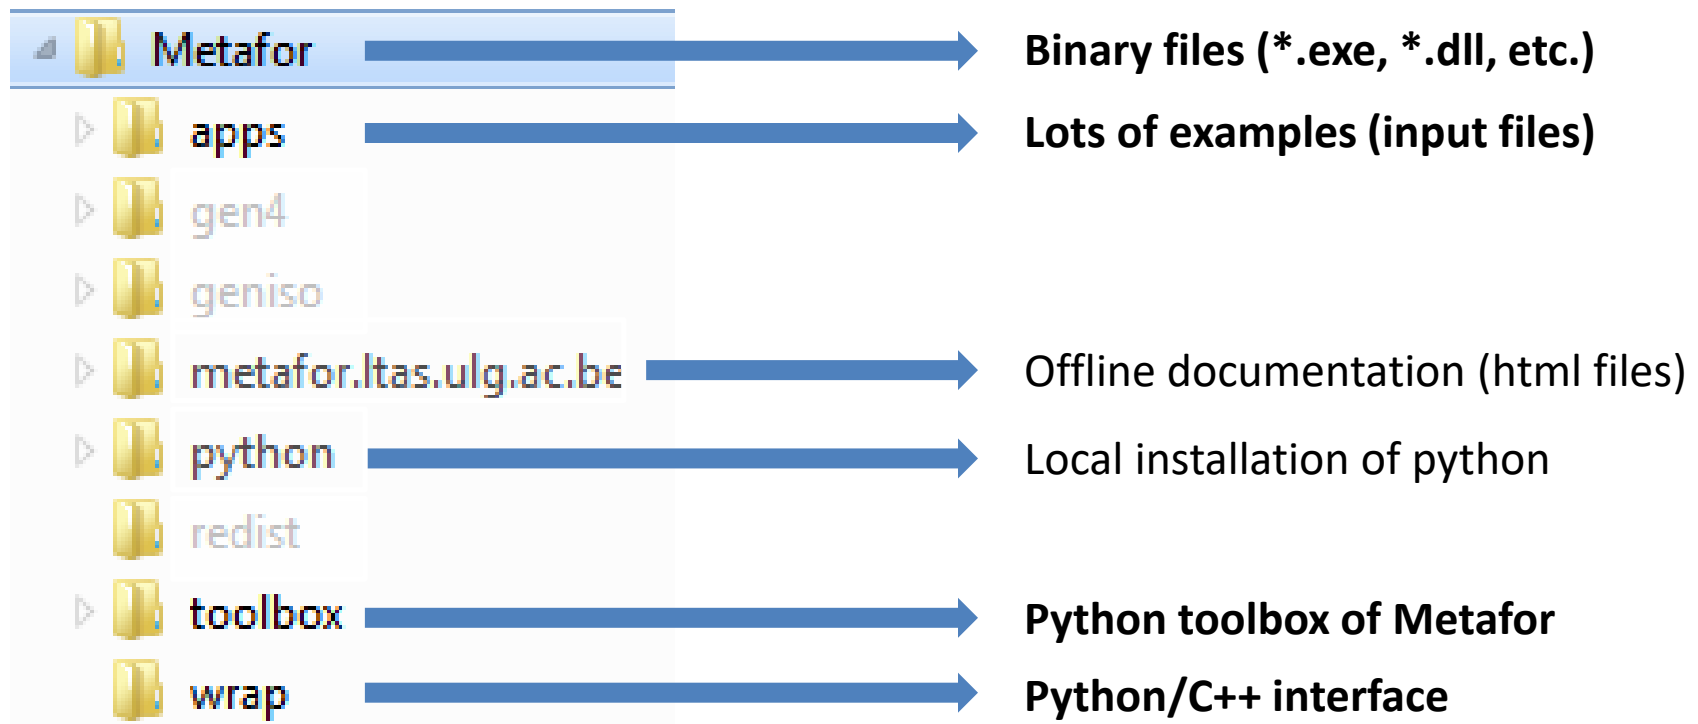 Metafor Binary files (*.exe, *.dll, etc.)
apps Lots of examples (input files)
gen4
geniso
metafor.ltas.ulg.ac.be Offline documentation (html files)
python Local installation of python
redist
toolbox Python toolbox of Metafor
wrap Python/C++ interface